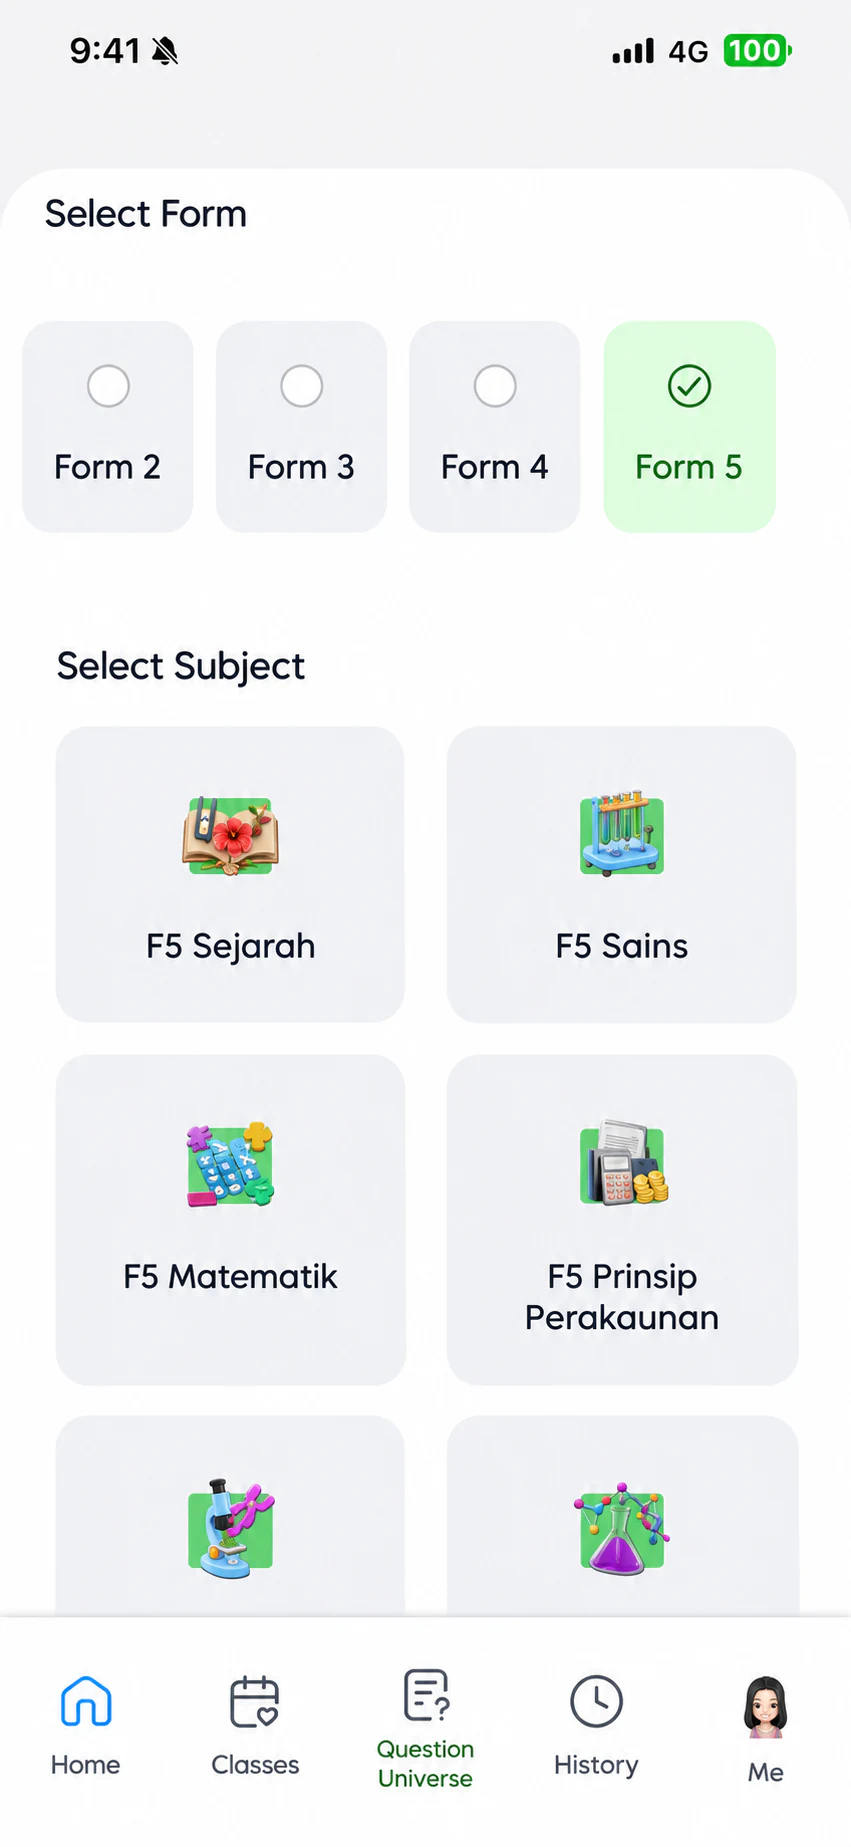 9:41
4G 100
Select Form
Form 2
Form 3
Form 4
Form 5
Select Subject
F5 Sejarah
F5 Sains
F5 Matematik
F5 Prinsip
Perakaunan
Home
Classes
Question
Universe
History
Me